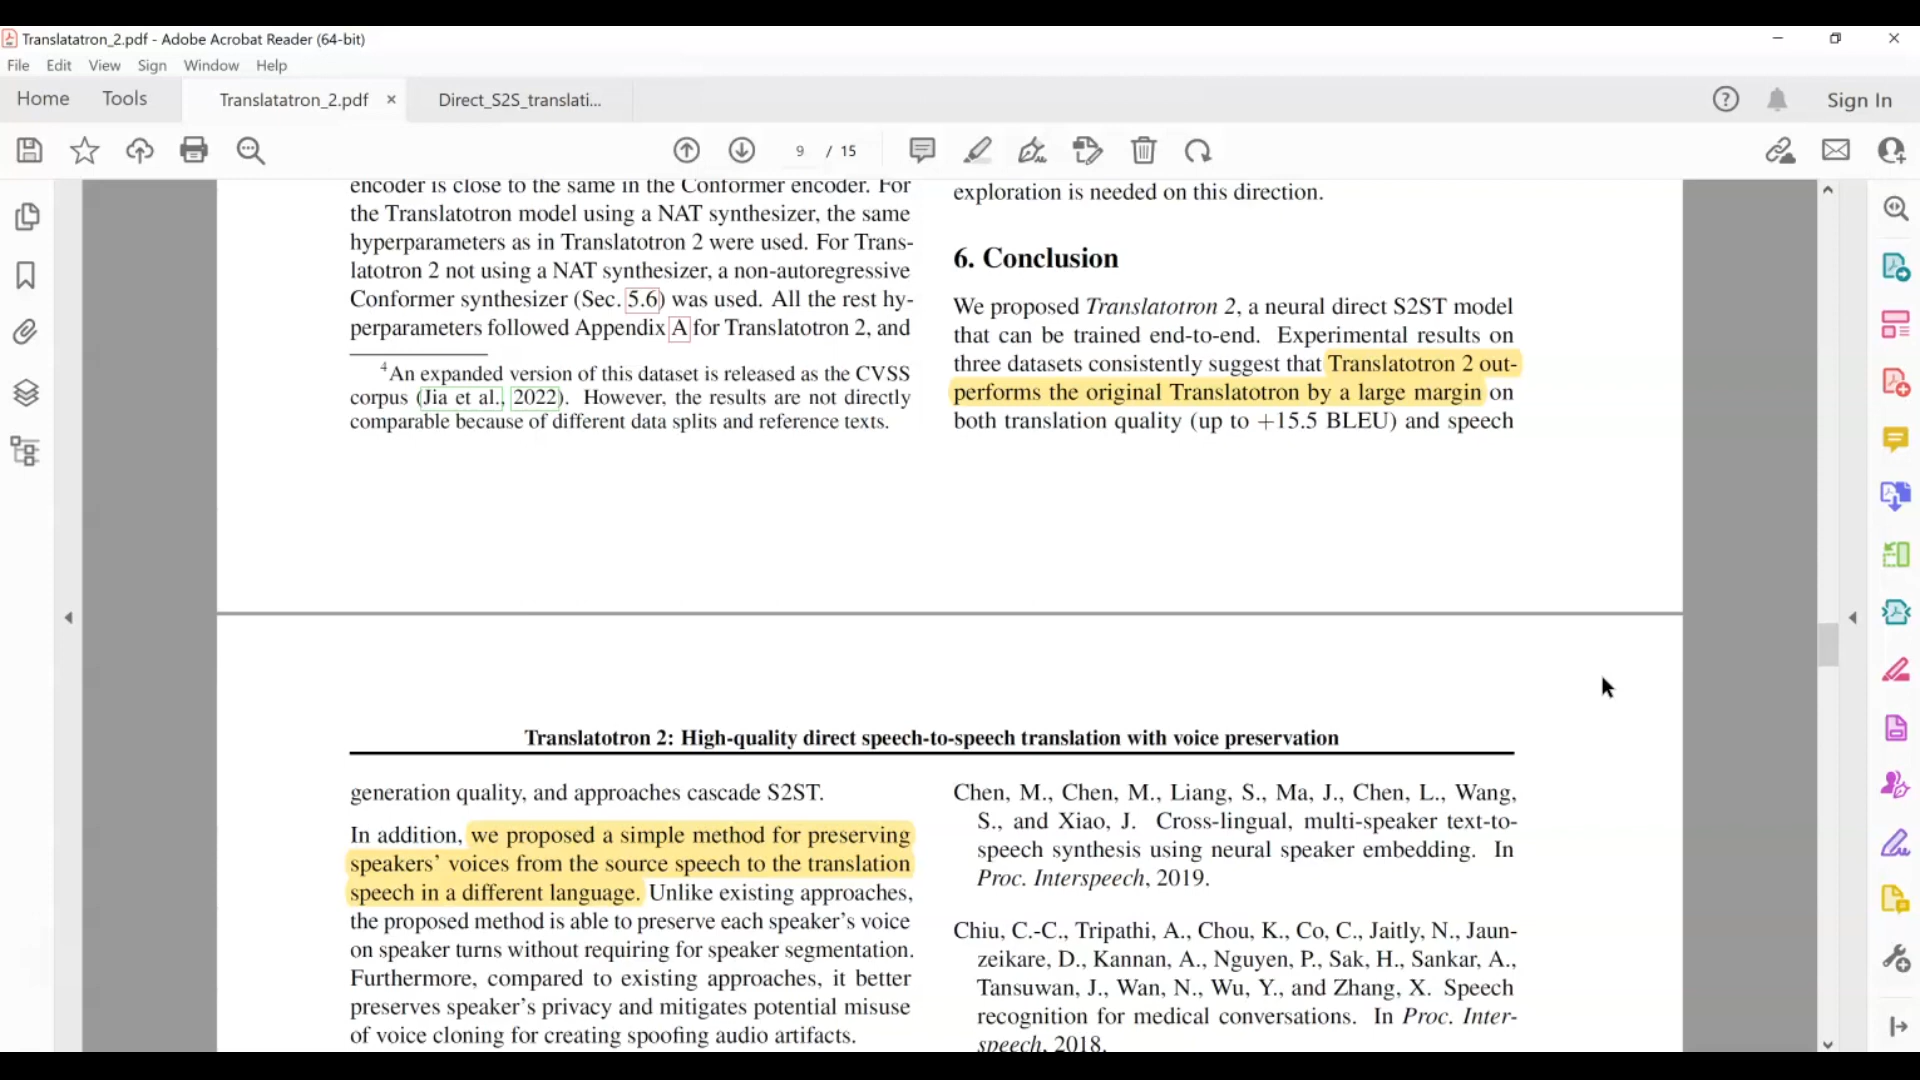 Translatatron_2.pdf - Adobe Acrobat Reader (64-bit)
File Edit View Sign Window Help
Home Tools Translatatron_2.pdf × Direct_S2S_translati... Sign In
9 / 15
encoder is close to the same in the Conformer encoder. For
the Translatotron model using a NAT synthesizer, the same
hyperparameters as in Translatotron 2 were used. For Trans-
latotron 2 not using a NAT synthesizer, a non-autoregressive
Conformer synthesizer (Sec. 5.6) was used. All the rest hy-
perparameters followed Appendix A for Translatotron 2, and
4An expanded version of this dataset is released as the CVSS
corpus (Jia et al., 2022). However, the results are not directly
comparable because of different data splits and reference texts.
exploration is needed on this direction.
6. Conclusion
We proposed Translatotron 2, a neural direct S2ST model
that can be trained end-to-end. Experimental results on
three datasets consistently suggest that Translatotron 2 out-
performs the original Translatotron by a large margin on
both translation quality (up to +15.5 BLEU) and speech
Translatotron 2: High-quality direct speech-to-speech translation with voice preservation
generation quality, and approaches cascade S2ST.
In addition, we proposed a simple method for preserving
speakers' voices from the source speech to the translation
speech in a different language. Unlike existing approaches,
the proposed method is able to preserve each speaker's voice
on speaker turns without requiring for speaker segmentation.
Furthermore, compared to existing approaches, it better
preserves speaker's privacy and mitigates potential misuse
of voice cloning for creating spoofing audio artifacts.
Chen, M., Chen, M., Liang, S., Ma, J., Chen, L., Wang,
S., and Xiao, J. Cross-lingual, multi-speaker text-to-
speech synthesis using neural speaker embedding. In
Proc. Interspeech, 2019.
Chiu, C.-C., Tripathi, A., Chou, K., Co, C., Jaitly, N., Jaun-
zeikare, D., Kannan, A., Nguyen, P., Sak, H., Sankar, A.,
Tansuwan, J., Wan, N., Wu, Y., and Zhang, X. Speech
recognition for medical conversations. In Proc. Inter-
speech, 2018.